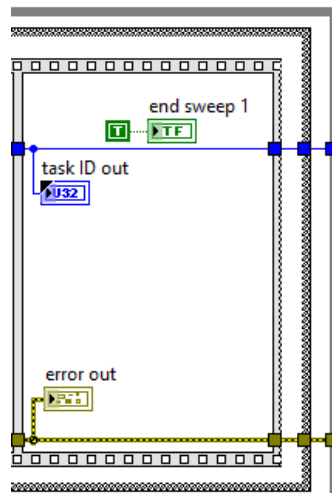 end sweep 1
T
TF
task ID out
U32
error out